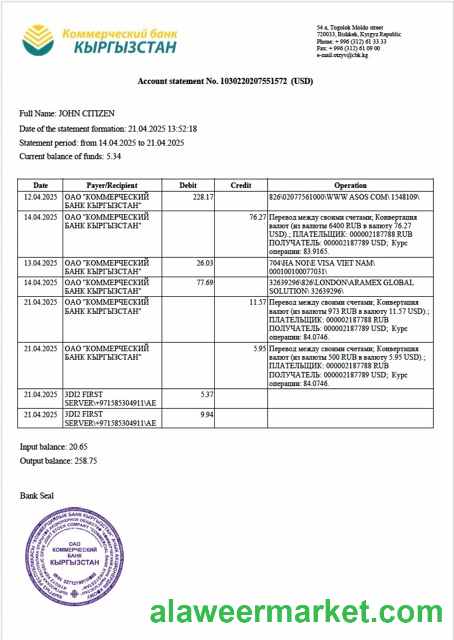 Коммерческий банк
КЫРГЫЗСТАН
54 a, Togolok Moldo street
720033, Bishkek, Kyrgyz Republic
Phone: + 996 (312) 61 33 33
Fax: + 996 (312) 61 09 00
e-mail:otzyv@cbk.kg
Account statement No. 1030220207551572 (USD)
Full Name: JOHN CITIZEN
Date of the statement formation: 21.04.2025 13:52:18
Statement period: from 14.04.2025 to 21.04.2025
Current balance of funds: 5.34
Date Payer/Recipient Debit Credit Operation
12.04.2025 ОАО "КОММЕРЧЕСКИЙ БАНК КЫРГЫЗСТАН" 228.17 826\02077561000\WWW ASOS COM\ 1548109\
14.04.2025 ОАО "КОММЕРЧЕСКИЙ БАНК КЫРГЫЗСТАН" 76.27 Перевод между своими счетами; Конвертация
валют (из валюты 6400 RUB в валюту 76.27
USD).; ПЛАТЕЛЬЩИК: 000002187788 RUB
ПОЛУЧАТЕЛЬ: 000002187789 USD; Курс
операции: 83.9165.
13.04.2025 ОАО "КОММЕРЧЕСКИЙ БАНК КЫРГЫЗСТАН" 26.03 704\HA NOI\E VISA VIET NAM\
000100100077031\
14.04.2025 ОАО "КОММЕРЧЕСКИЙ БАНК КЫРГЫЗСТАН" 77.69 32639296\826\LONDON\ARAMEX GLOBAL
SOLUTION\ 32639296\
21.04.2025 ОАО "КОММЕРЧЕСКИЙ БАНК КЫРГЫЗСТАН" 11.57 Перевод между своими счетами; Конвертация
валют (из валюты 973 RUB в валюту 11.57 USD).;
ПЛАТЕЛЬЩИК: 000002187788 RUB
ПОЛУЧАТЕЛЬ: 000002187789 USD; Курс
операции: 84.0746.
21.04.2025 ОАО "КОММЕРЧЕСКИЙ БАНК КЫРГЫЗСТАН" 5.95 Перевод между своими счетами; Конвертация
валют (из валюты 500 RUB в валюту 5.95 USD).;
ПЛАТЕЛЬЩИК: 000002187788 RUB
ПОЛУЧАТЕЛЬ: 000002187789 USD; Курс
операции: 84.0746.
21.04.2025 3DI2 FIRST SERVER\+971585304911\AE 5.37
21.04.2025 3DI2 FIRST SERVER\+971585304911\AE 9.94
Input balance: 20.65
Output balance: 258.75
Bank Seal
ОАО
КОММЕРЧЕСКИЙ
БАНК
КЫРГЫЗСТАН
alaweermarket.com